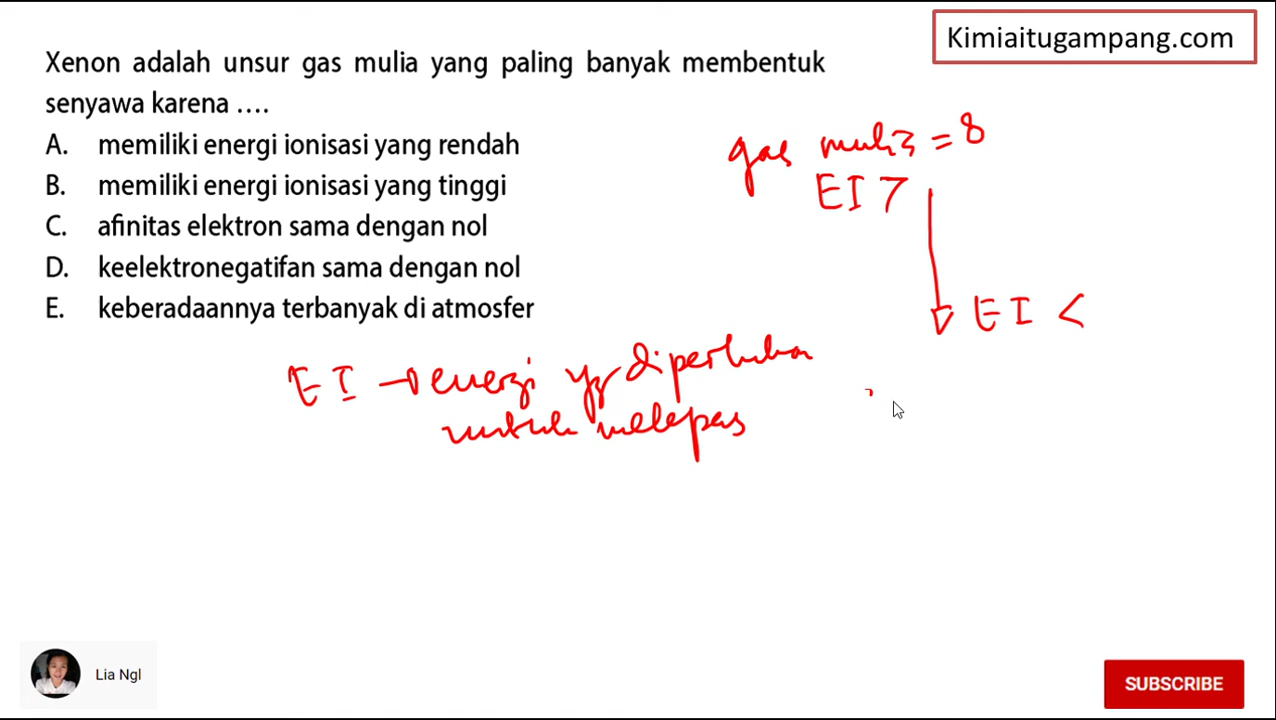 Kimiaitugampang.com
Xenon adalah unsur gas mulia yang paling banyak membentuk
senyawa karena ....
A. memiliki energi ionisasi yang rendah
B. memiliki energi ionisasi yang tinggi
C. afinitas elektron sama dengan nol
D. keelektronegatifan sama dengan nol
E. keberadaannya terbanyak di atmosfer
gas mulia = 8
EI >
EI <
EI → energi yg diperlukan
untuk melepas
Lia Ngl
SUBSCRIBE